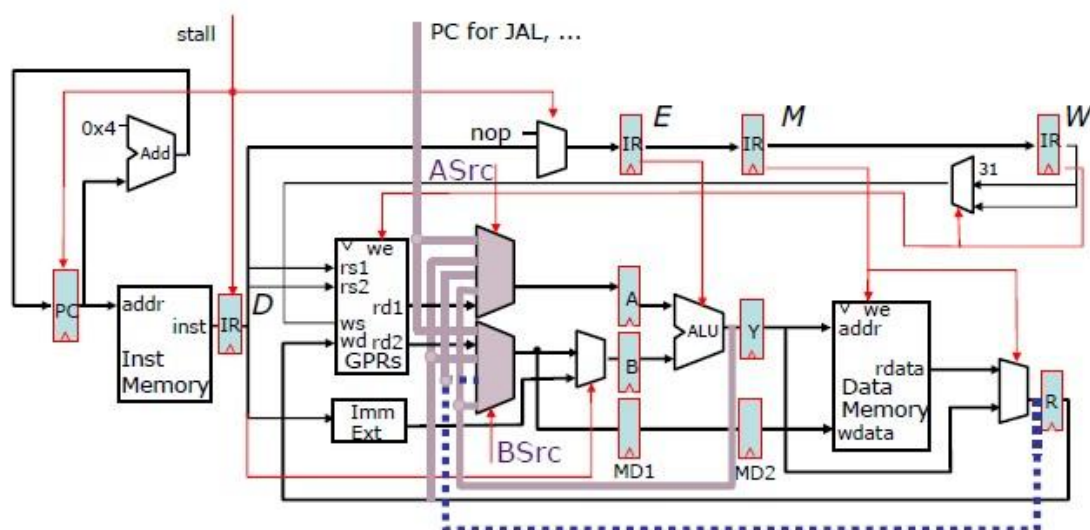 stall
PC for JAL, ...
0x4
Add
nop
E
M
W
IR
IR
IR
31
ASrc
we
rs1
rs2
rd1
ws
wd
rd2
GPRs
PC
addr
inst
Inst
Memory
IR
D
A
B
ALU
Y
we
addr
rdata
Data
Memory
wdata
R
Imm
Ext
BSrc
MD1
MD2